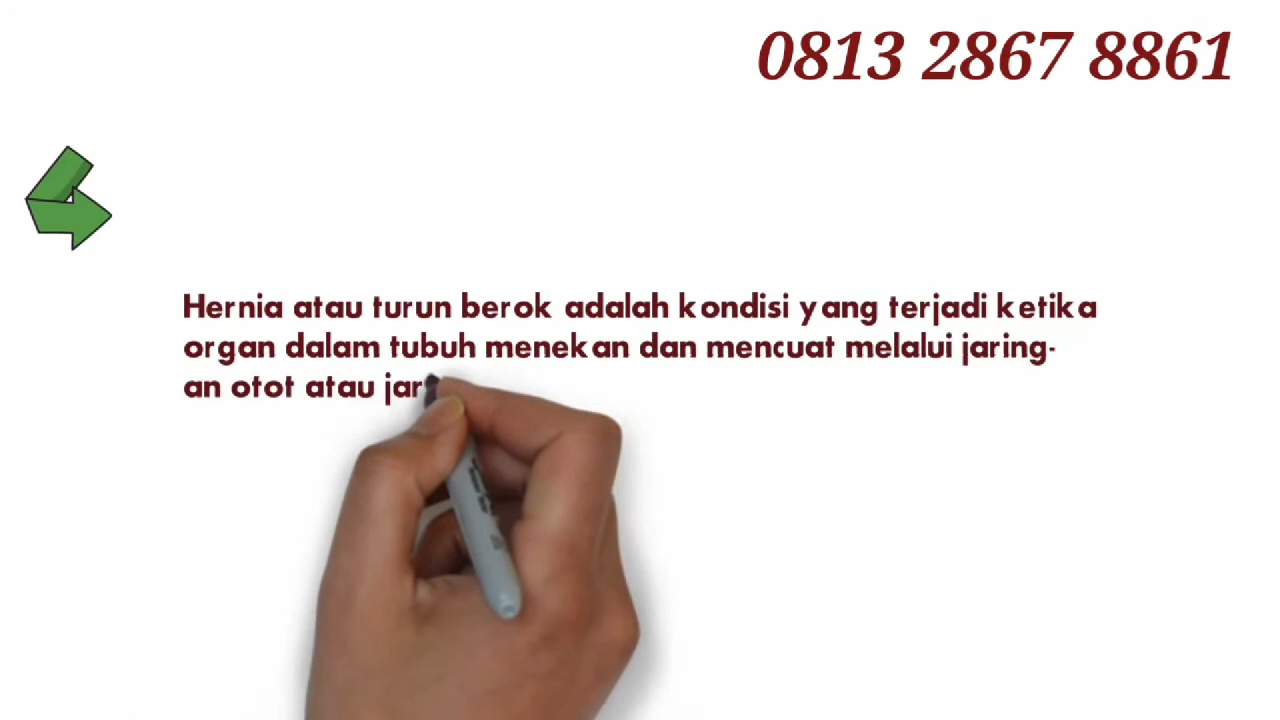 0813 2867 8861
Hernia atau turun berok adalah kondisi yang terjadi ketika
organ dalam tubuh menekan dan mencuat melalui jaring-
an otot atau jar